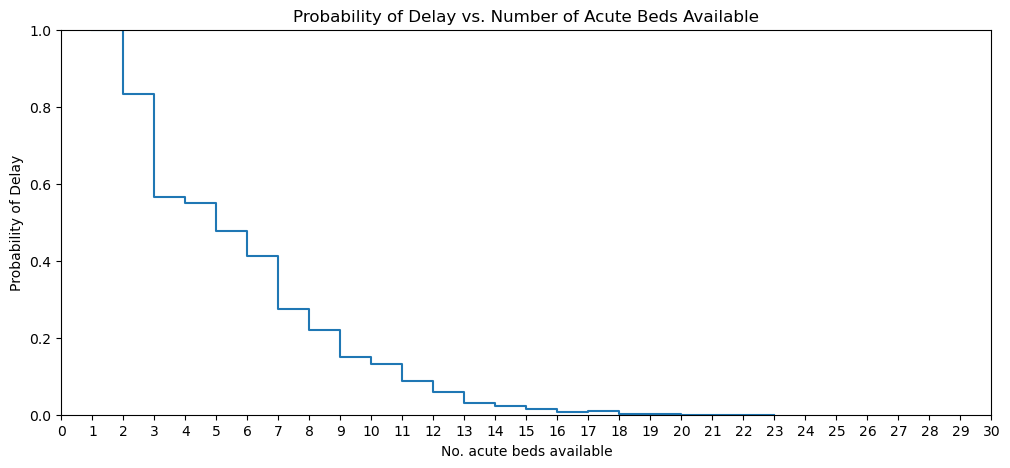 Probability of Delay vs. Number of Acute Beds Available
1.0
0.8
0.6
0.4
0.2
0.0
Probability of Delay
0 1 2 3 4 5 6 7 8 9 10 11 12 13 14 15 16 17 18 19 20 21 22 23 24 25 26 27 28 29 30
No. acute beds available